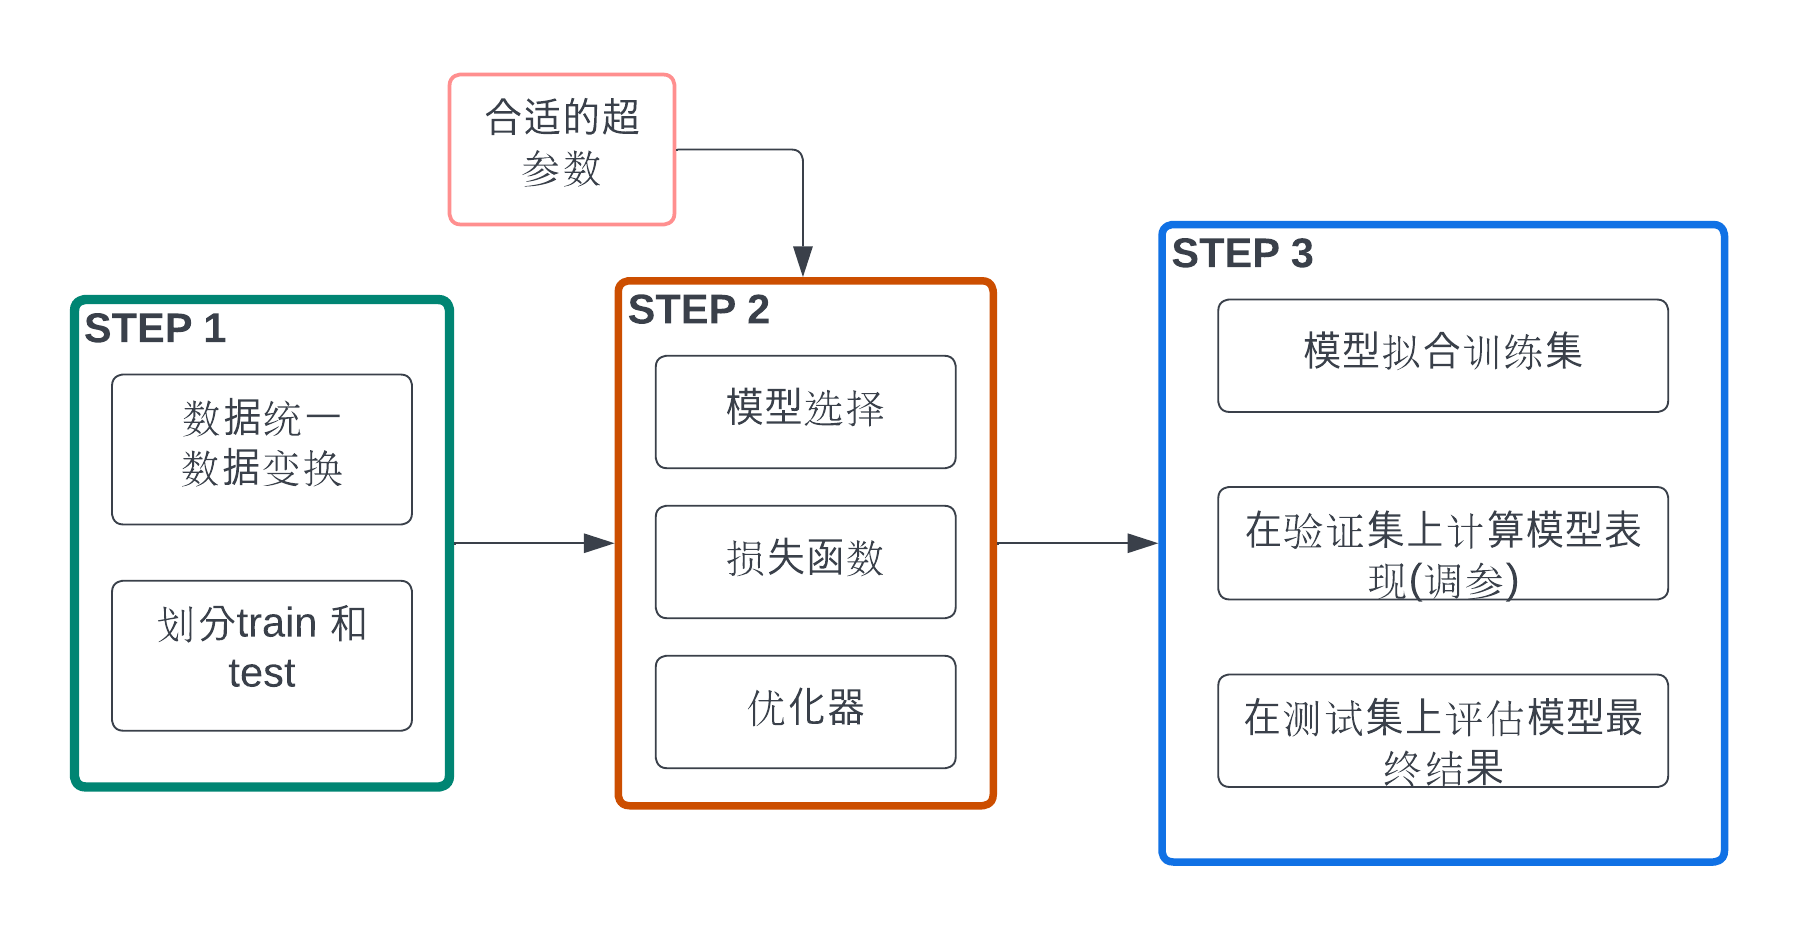 合适的超
参数
STEP 1
数据统一
数据变换
划分train 和
test
STEP 2
模型选择
损失函数
优化器
STEP 3
模型拟合训练集
在验证集上计算模型表
现(调参)
在测试集上评估模型最
终结果